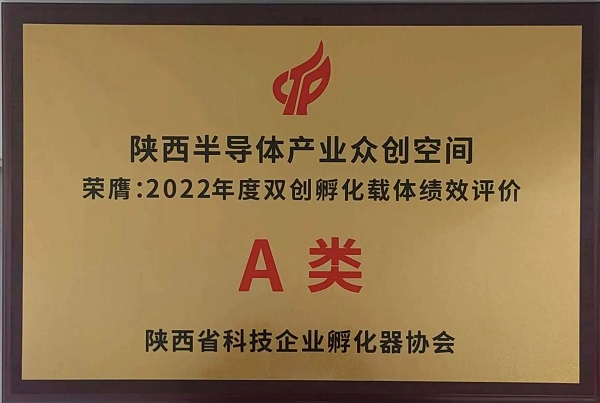 陕西半导体产业众创空间
荣膺:2022年度双创孵化载体绩效评价
A 类
陕西省科技企业孵化器协会